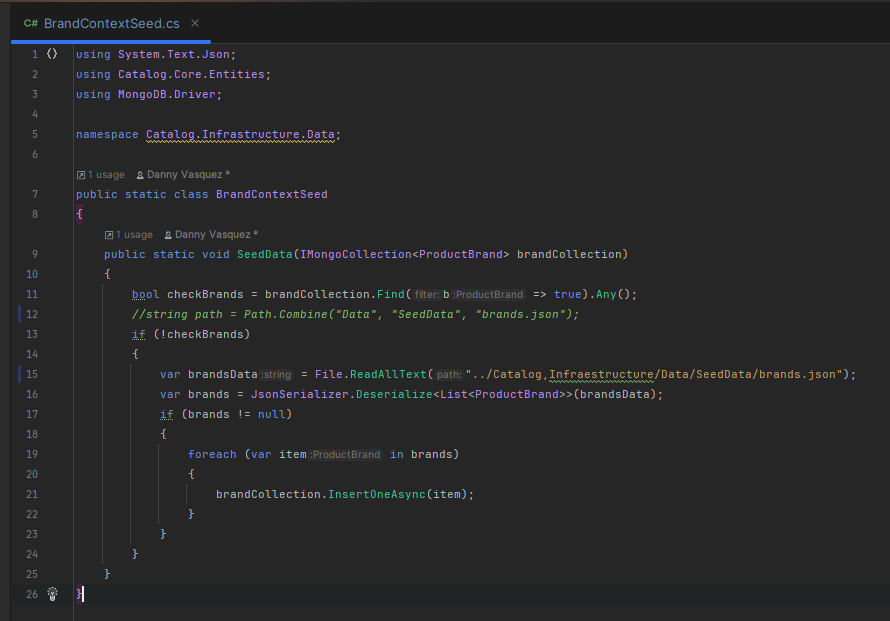 C# BrandContextSeed.cs ×
1 using System.Text.Json;
2 using Catalog.Core.Entities;
3 using MongoDB.Driver;
4
5 namespace Catalog.Infrastructure.Data;
6
1 usage Danny Vasquez *
7 public static class BrandContextSeed
8 {
1 usage Danny Vasquez *
9 public static void SeedData(IMongoCollection<ProductBrand> brandCollection)
10 {
11 bool checkBrands = brandCollection.Find( filter: b :ProductBrand => true).Any();
12 //string path = Path.Combine("Data", "SeedData", "brands.json");
13 if (!checkBrands)
14 {
15 var brandsData :string = File.ReadAllText( path: "../Catalog,Infraestructure/Data/SeedData/brands.json");
16 var brands = JsonSerializer.Deserialize<List<ProductBrand>>(brandsData);
17 if (brands != null)
18 {
19 foreach (var item :ProductBrand in brands)
20 {
21 brandCollection.InsertOneAsync(item);
22 }
23 }
24 }
25 }
26 }